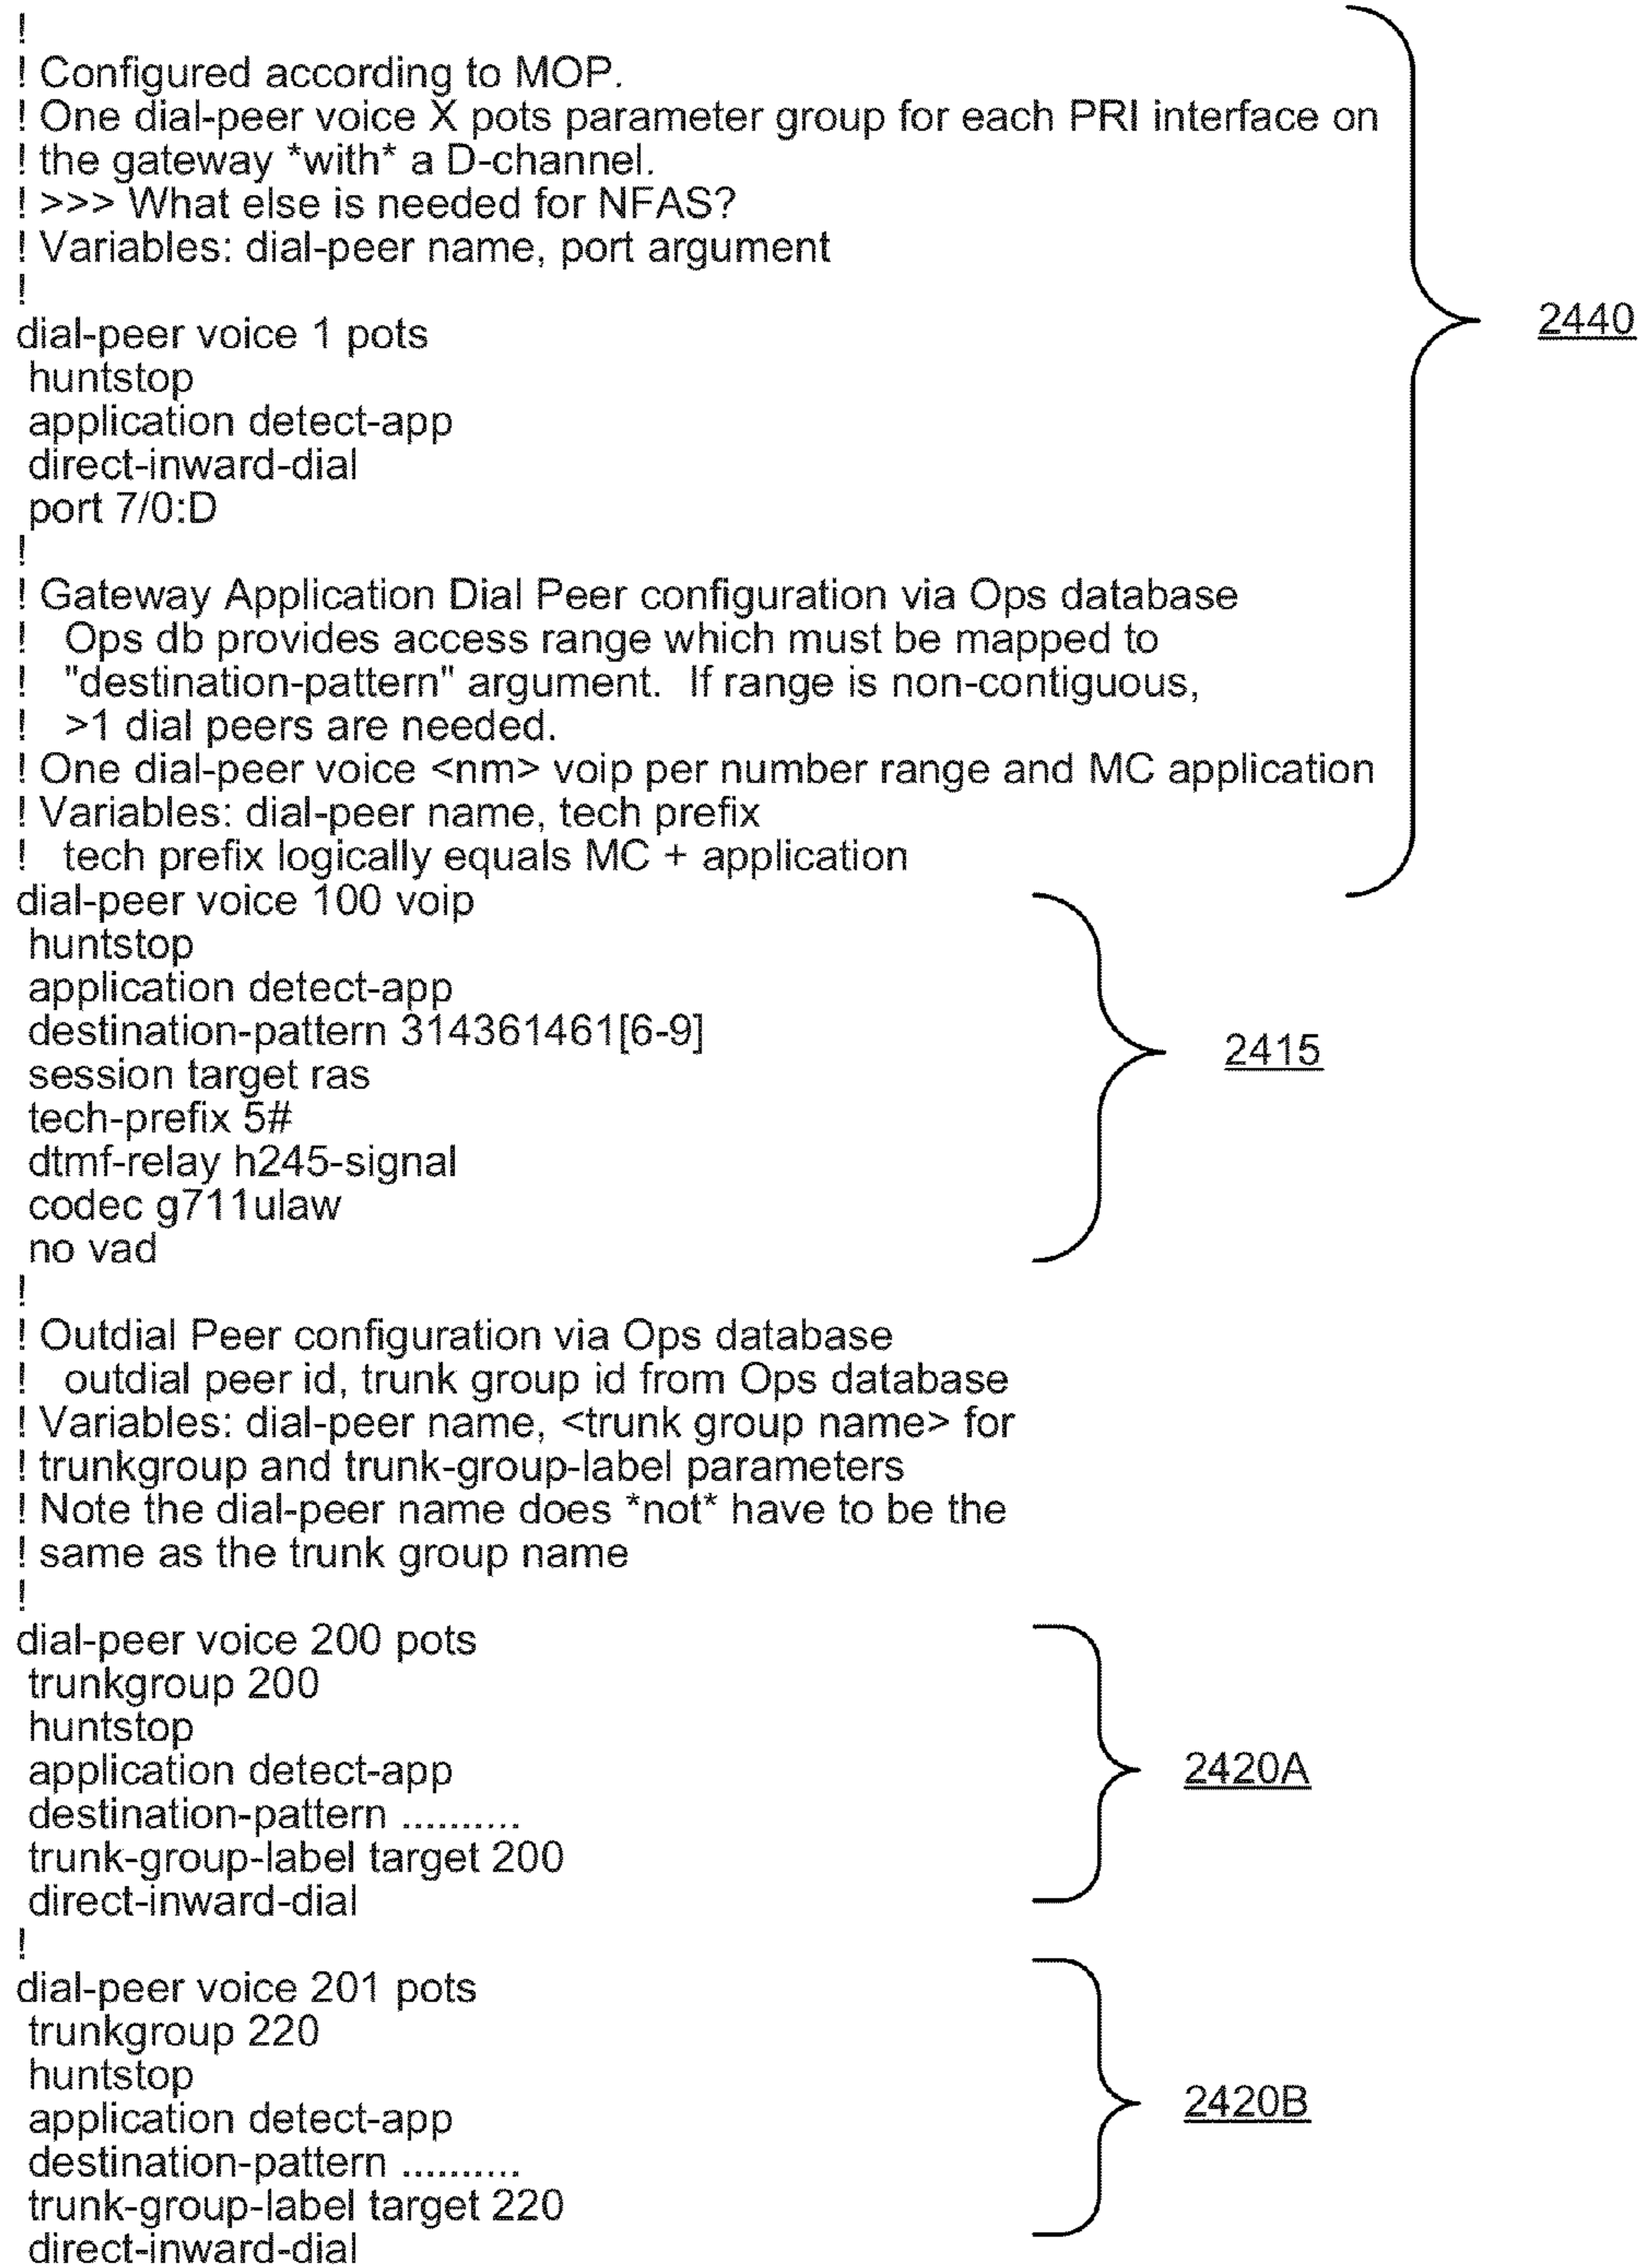 !
! Configured according to MOP.
! One dial-peer voice X pots parameter group for each PRI interface on
! the gateway *with* a D-channel.
! >>> What else is needed for NFAS?
! Variables: dial-peer name, port argument
!
dial-peer voice 1 pots
huntstop
application detect-app
direct-inward-dial
port 7/0:D
!
! Gateway Application Dial Peer configuration via Ops database
! Ops db provides access range which must be mapped to
! "destination-pattern" argument. If range is non-contiguous,
! >1 dial peers are needed.
! One dial-peer voice <nm> voip per number range and MC application
! Variables: dial-peer name, tech prefix
! tech prefix logically equals MC + application
2440
dial-peer voice 100 voip
huntstop
application detect-app
destination-pattern 314361461[6-9]
session target ras
tech-prefix 5#
dtmf-relay h245-signal
codec g711ulaw
no vad
2415
!
! Outdial Peer configuration via Ops database
! outdial peer id, trunk group id from Ops database
! Variables: dial-peer name, <trunk group name> for
! trunkgroup and trunk-group-label parameters
! Note the dial-peer name does *not* have to be the
! same as the trunk group name
!
dial-peer voice 200 pots
trunkgroup 200
huntstop
application detect-app
destination-pattern ..........
trunk-group-label target 200
direct-inward-dial
2420A
!
dial-peer voice 201 pots
trunkgroup 220
huntstop
application detect-app
destination-pattern ..........
trunk-group-label target 220
direct-inward-dial
2420B